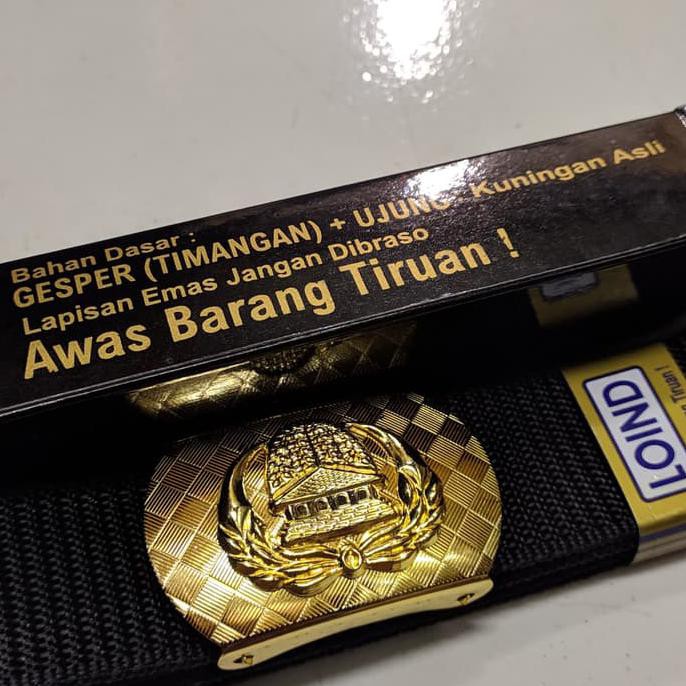 Bahan Dasar :
GESPER (TIMANGAN) + UJUNG Kuningan Asli
Lapisan Emas Jangan Dibraso
Awas Barang Tiruan !
Tiruan !
LOIND